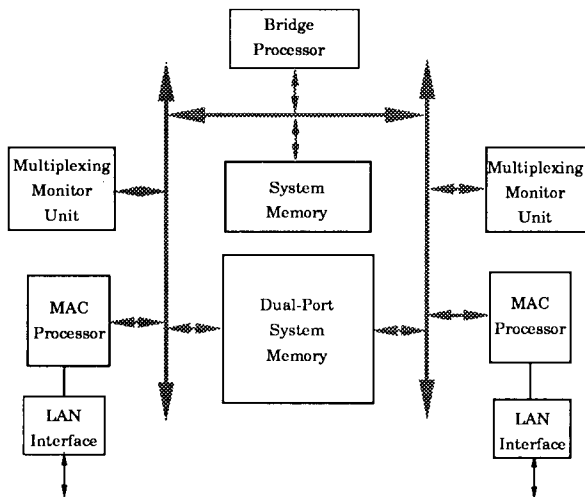 Bridge
Processor
Multiplexing
Monitor
Unit
System
Memory
Multiplexing
Monitor
Unit
MAC
Processor
Dual-Port
System
Memory
MAC
Processor
LAN
Interface
LAN
Interface